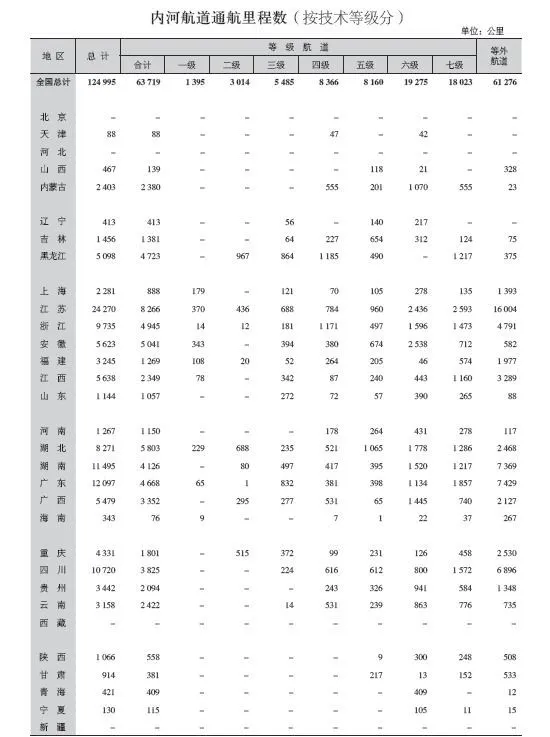 内河航道通航里程数（按技术等级分）
单位：公里
地 区 总 计 等 级 航 道 等外航道
合计 一级 二级 三级 四级 五级 六级 七级
全国总计 124 995 63 719 1 395 3 014 5 485 8 366 8 160 19 275 18 023 61 276
北 京 – – – – – – – – – –
天 津 88 88 – – – 47 – 42 – –
河 北 – – – – – – – – – –
山 西 467 139 – – – – 118 21 – 328
内蒙古 2 403 2 380 – – – 555 201 1 070 555 23
辽 宁 413 413 – – 56 – 140 217 – –
吉 林 1 456 1 381 – – 64 227 654 312 124 75
黑龙江 5 098 4 723 – 967 864 1 185 490 – 1 217 375
上 海 2 281 888 179 – 121 70 105 278 135 1 393
江 苏 24 270 8 266 370 436 688 784 960 2 436 2 593 16 004
浙 江 9 735 4 945 14 12 181 1 171 497 1 596 1 473 4 791
安 徽 5 623 5 041 343 – 394 380 674 2 538 712 582
福 建 3 245 1 269 108 20 52 264 205 46 574 1 977
江 西 5 638 2 349 78 – 342 87 240 443 1 160 3 289
山 东 1 144 1 057 – – 272 72 57 390 265 88
河 南 1 267 1 150 – – – 178 264 431 278 117
湖 北 8 271 5 803 229 688 235 521 1 065 1 778 1 286 2 468
湖 南 11 495 4 126 – 80 497 417 395 1 520 1 217 7 369
广 东 12 097 4 668 65 1 832 381 398 1 134 1 857 7 429
广 西 5 479 3 352 – 295 277 531 65 1 445 740 2 127
海 南 343 76 9 – – 7 1 22 37 267
重 庆 4 331 1 801 – 515 372 99 231 126 458 2 530
四 川 10 720 3 825 – – 224 616 612 800 1 572 6 896
贵 州 3 442 2 094 – – – 243 326 941 584 1 348
云 南 3 158 2 422 – – 14 531 239 863 776 735
西 藏 – – – – – – – – – –
陕 西 1 066 558 – – – – 9 300 248 508
甘 肃 914 381 – – – – 217 13 152 533
青 海 421 409 – – – – – 409 – 12
宁 夏 130 115 – – – – – 105 11 15
新 疆 – – – – – – – – – –